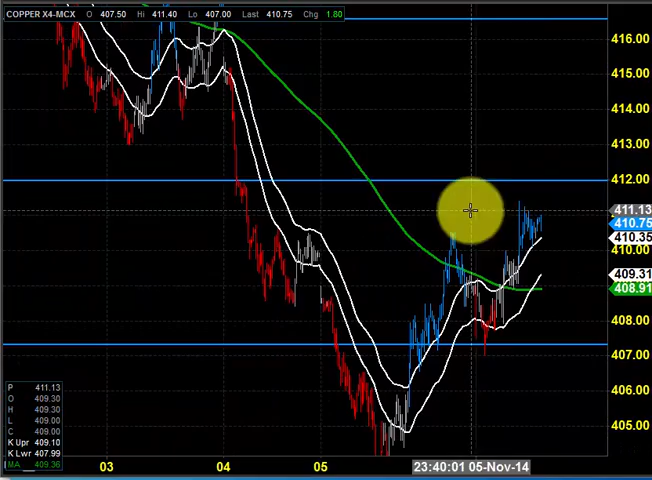 COPPER X4-MCX O 407.50 Hi 411.40 Lo 407.00 Last 410.75 Chg 1.80
416.00
415.00
414.00
413.00
412.00
411.13
410.75
410.35
410.00
409.31
408.91
408.00
407.00
406.00
405.00
P 411.13
O 409.30
H 409.30
L 409.00
C 409.00
K Upr 409.10
K Lwr 407.99
MA 409.36
03 04 05 23:40:01 05-Nov-14